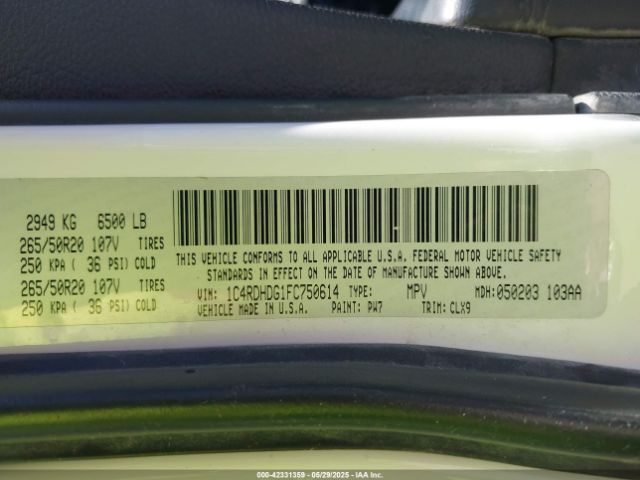 2949 KG 6500 LB
265/50R20 107V TIRES
250 KPA ( 36 PSI) COLD
265/50R20 107V TIRES
250 KPA ( 36 PSI) COLD
THIS VEHICLE CONFORMS TO ALL APPLICABLE U.S.A. FEDERAL MOTOR VEHICLE SAFETY
STANDARDS IN EFFECT ON THE DATE OF MANUFACTURE SHOWN ABOVE.
VIN: 1C4RDHDG1FC750614 TYPE: MPV MDH: 050203 103AA
VEHICLE MADE IN U.S.A. PAINT: PW7 TRIM: CLX9
000-42331359 - 05/29/2025 - IAAI.COM